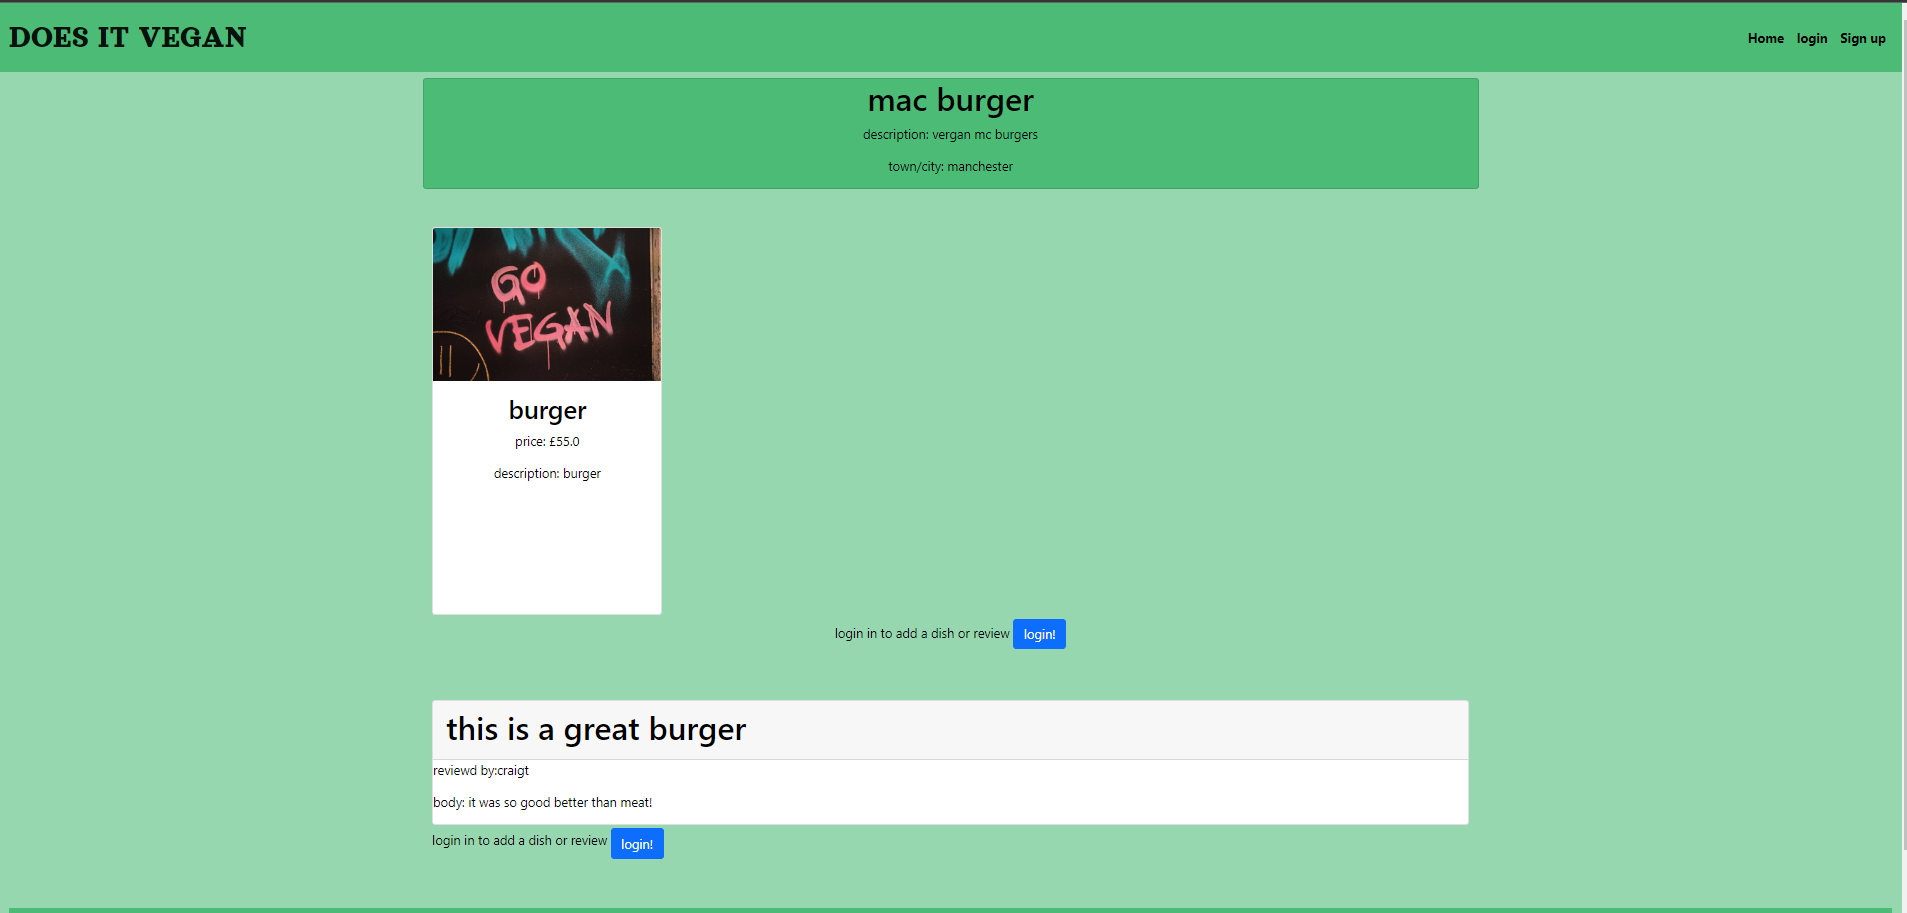 DOES IT VEGAN
Home login Sign up
mac burger
description: vergan mc burgers
town/city: manchester
GO
VEGAN
burger
price: £55.0
description: burger
login in to add a dish or review login!
this is a great burger
reviewd by:craigt
body: it was so good better than meat!
login in to add a dish or review login!